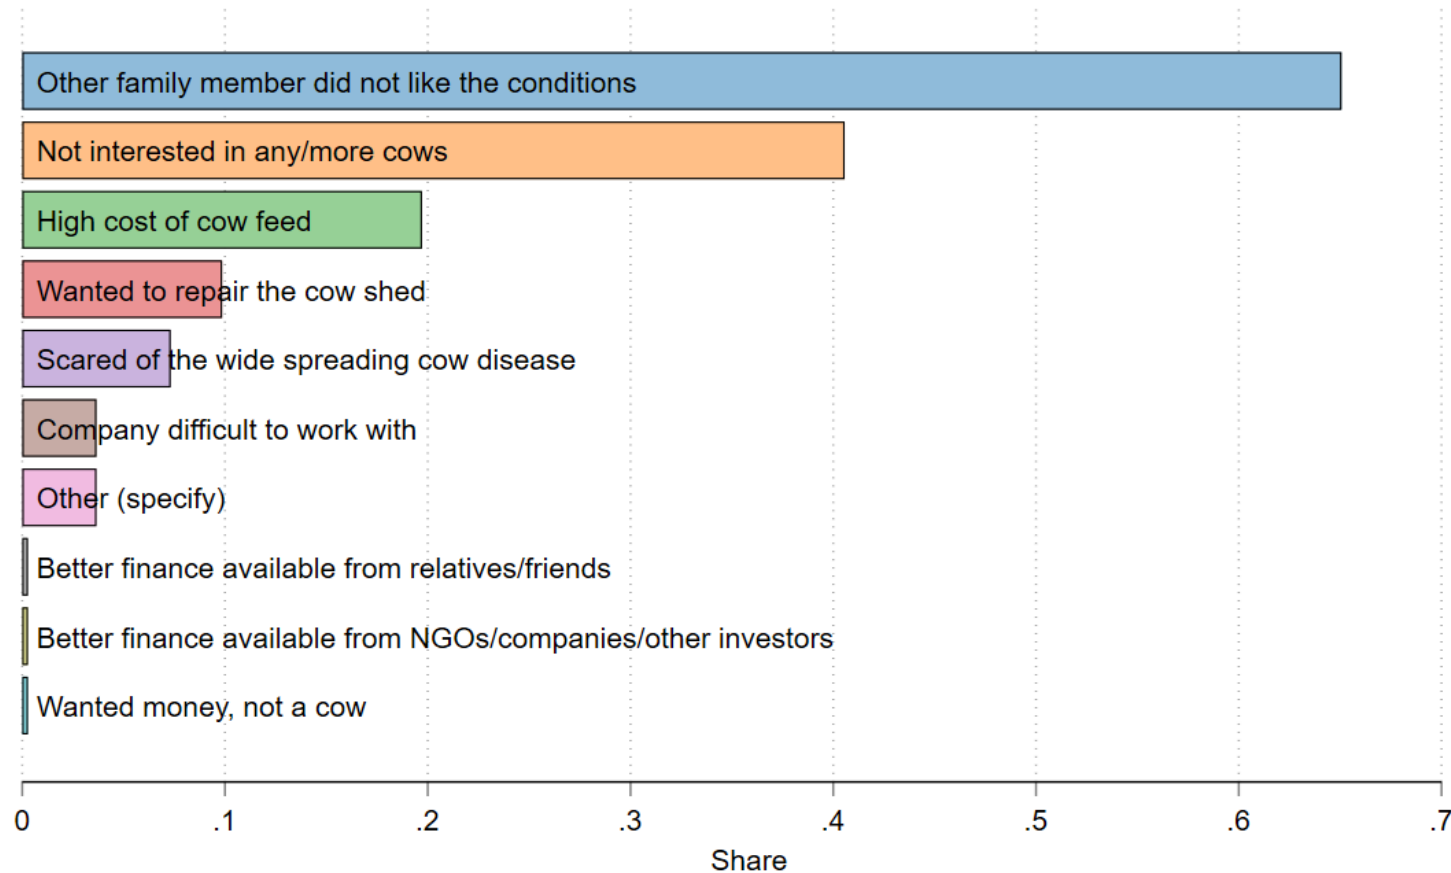 Other family member did not like the conditions
Not interested in any/more cows
High cost of cow feed
Wanted to repair the cow shed
Scared of the wide spreading cow disease
Company difficult to work with
Other (specify)
Better finance available from relatives/friends
Better finance available from NGOs/companies/other investors
Wanted money, not a cow
0 .1 .2 .3 .4 .5 .6 .7
Share